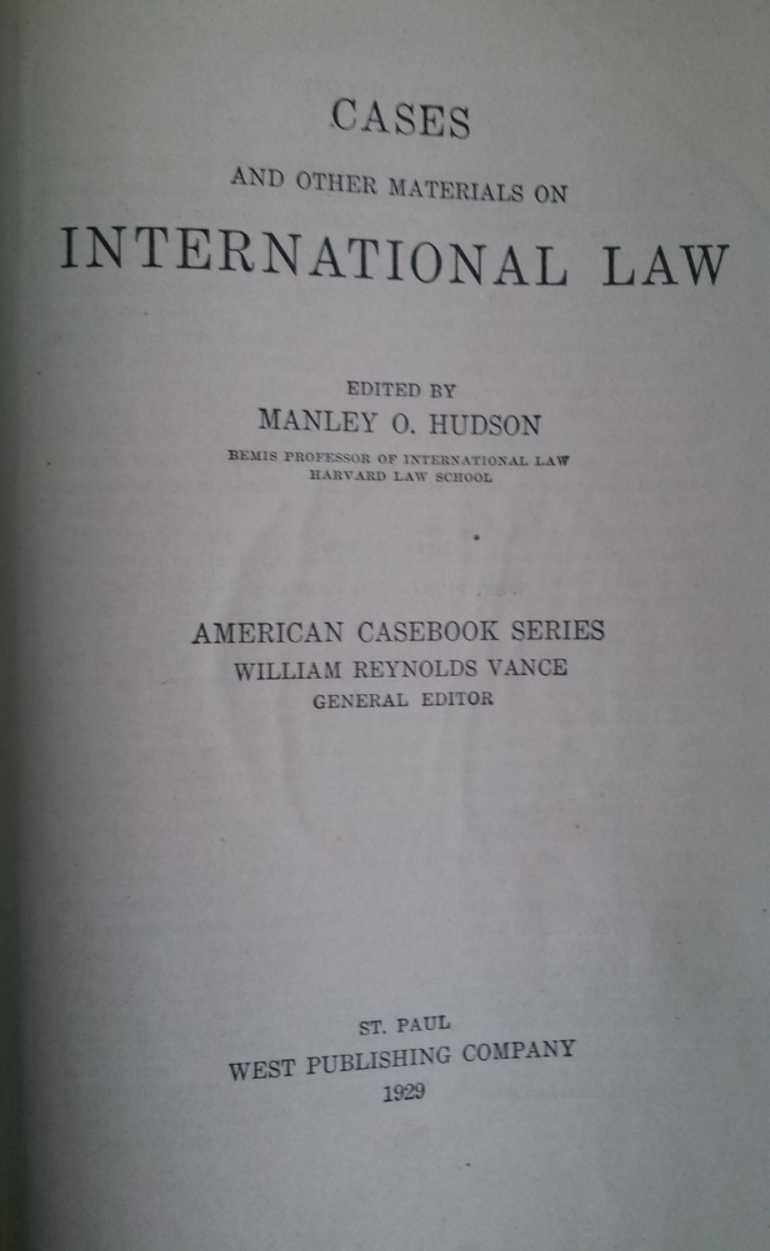 CASES
AND OTHER MATERIALS ON
INTERNATIONAL LAW
EDITED BY
MANLEY O. HUDSON
BEMIS PROFESSOR OF INTERNATIONAL LAW
HARVARD LAW SCHOOL
AMERICAN CASEBOOK SERIES
WILLIAM REYNOLDS VANCE
GENERAL EDITOR
ST. PAUL
WEST PUBLISHING COMPANY
1929